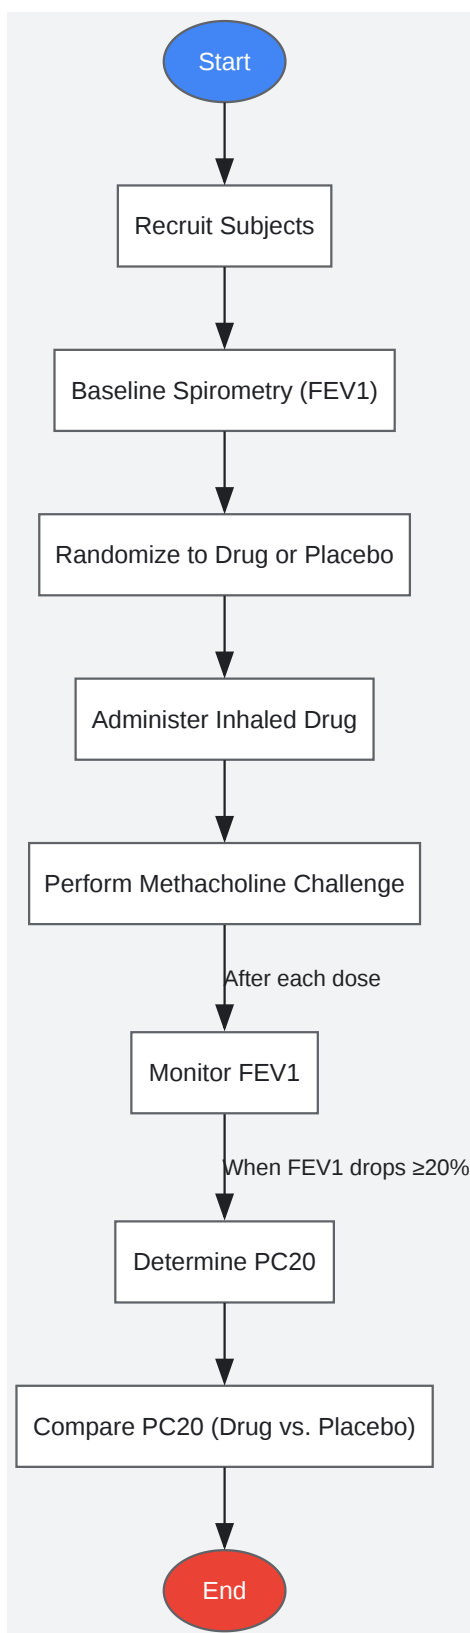 Start
Recruit Subjects
Baseline Spirometry (FEV1)
Randomize to Drug or Placebo
Administer Inhaled Drug
Perform Methacholine Challenge
After each dose
Monitor FEV1
When FEV1 drops ≥20%
Determine PC20
Compare PC20 (Drug vs. Placebo)
End